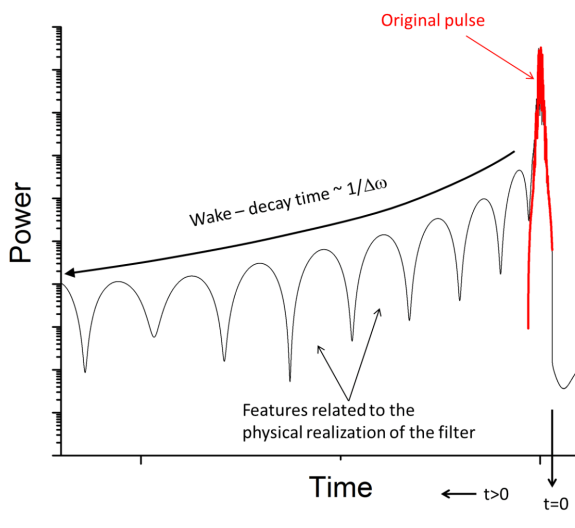 Original pulse
Wake – decay time ~ 1/Δω
Power
Features related to the
physical realization of the filter
Time
t>0
t=0